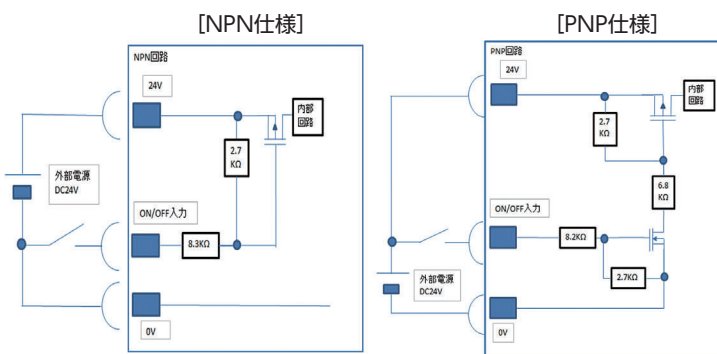 [NPN仕様]
NPN回路
24V
内部
回路
2.7
KΩ
外部電源
DC24V
ON/OFF入力
8.3KΩ
0V
[PNP仕様]
PNP回路
24V
内部
回路
2.7
KΩ
6.8
KΩ
ON/OFF入力
8.2KΩ
2.7KΩ
外部電源
DC24V
0V